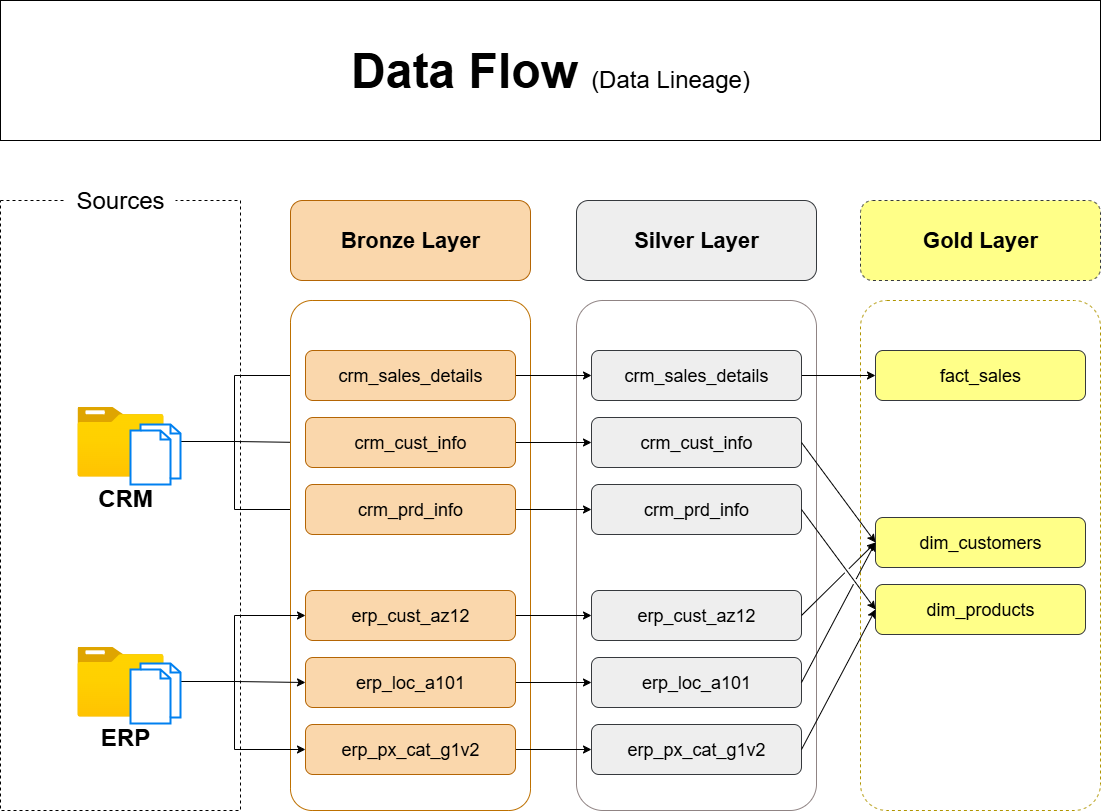 Data Flow (Data Lineage)
Sources
Bronze Layer
Silver Layer
Gold Layer
crm_sales_details
crm_sales_details
fact_sales
crm_cust_info
crm_cust_info
crm_prd_info
crm_prd_info
CRM
dim_customers
dim_products
erp_cust_az12
erp_cust_az12
erp_loc_a101
erp_loc_a101
ERP
erp_px_cat_g1v2
erp_px_cat_g1v2